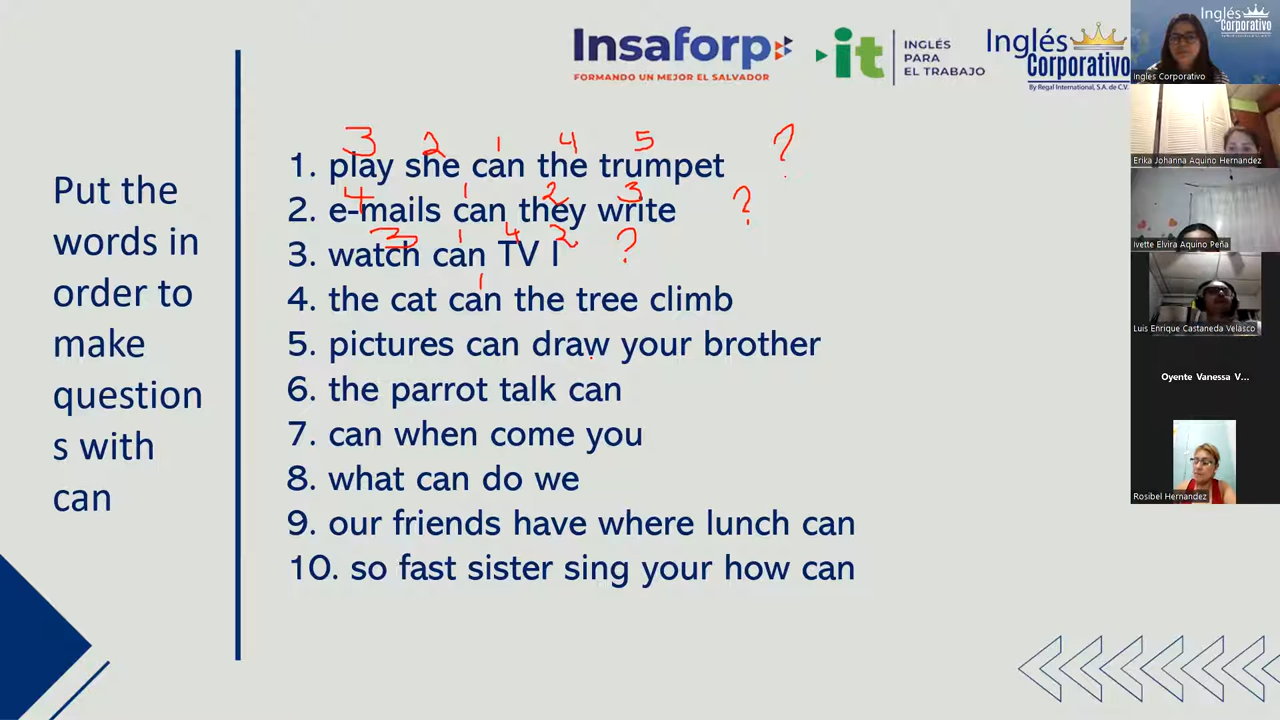 Insaforp
FORMANDO UN MEJOR EL SALVADOR
it
INGLÉS
PARA
EL TRABAJO
Inglés
Corporativo
By Regal International, S.A. de C.V.
Put the
words in
order to
make
question
s with
can
3 2 1 4 5 ?
1. play she can the trumpet
4 1 2 3 ?
2. e-mails can they write
3 1 4 2 ?
3. watch can TV I
1
4. the cat can the tree climb
5. pictures can draw your brother
6. the parrot talk can
7. can when come you
8. what can do we
9. our friends have where lunch can
10. so fast sister sing your how can
Inglés
Corporativo
Inglés Corporativo
Erika Johanna Aquino Hernandez
Ivette Elvira Aquino Peña
Luis Enrique Castaneda Velasco
Oyente Vanessa V...
Rosibel Hernandez